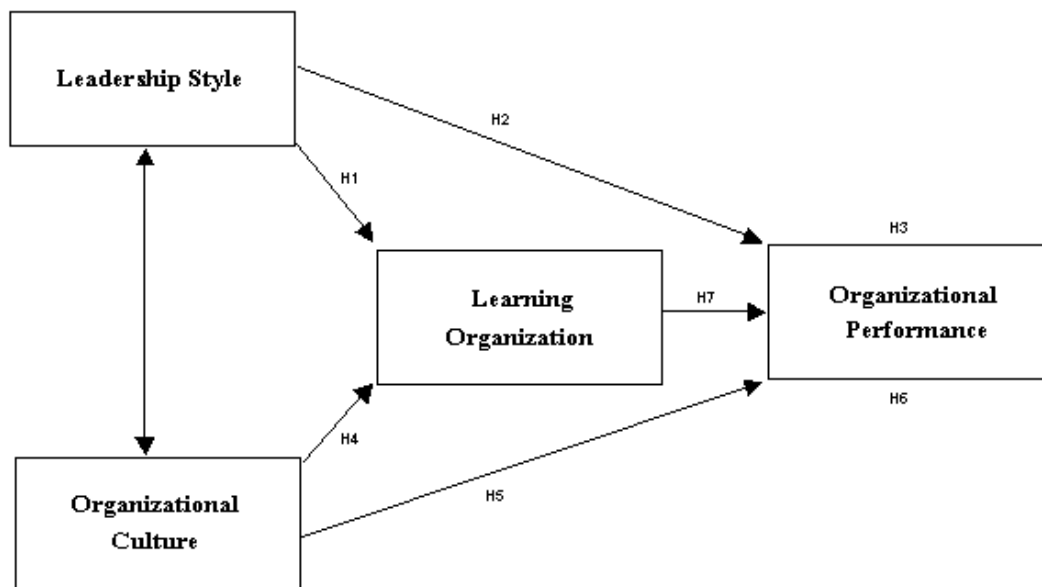 Leadership Style
H2
H1
H3
Learning
Organization
H7
Organizational
Performance
H6
H4
H5
Organizational
Culture